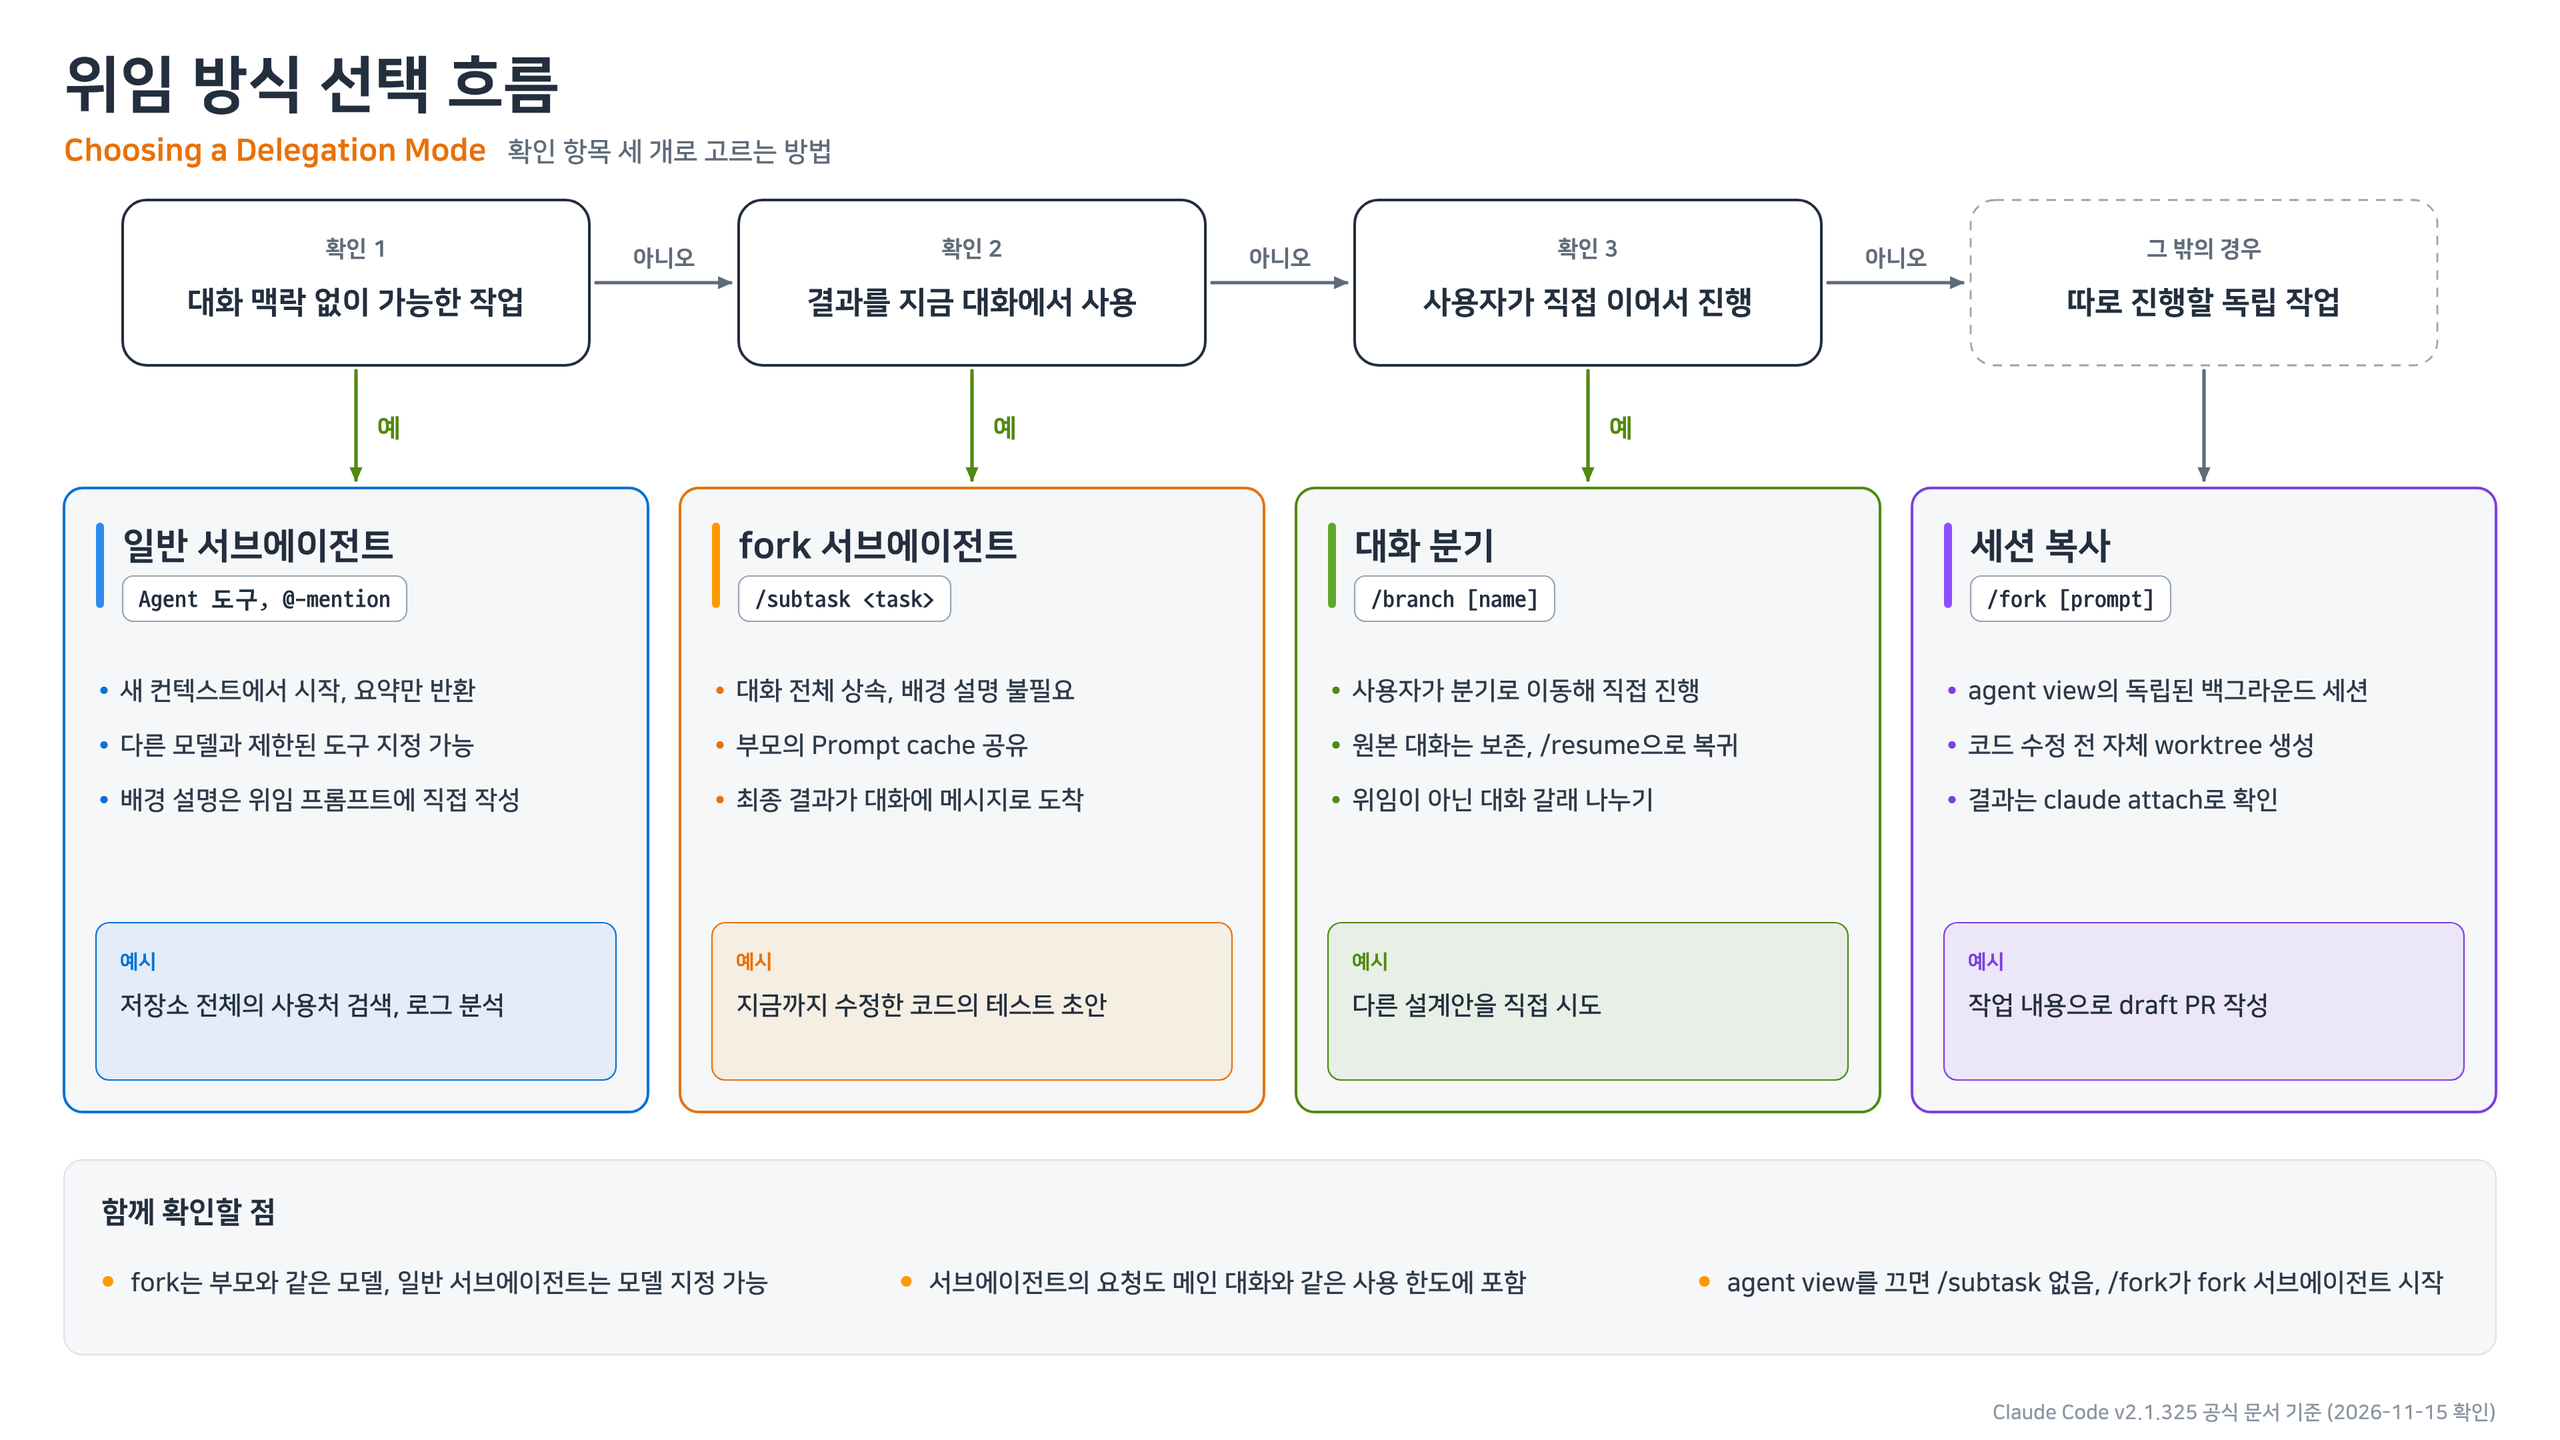 위임 방식 선택 흐름
Choosing a Delegation Mode 확인 항목 세 개로 고르는 방법
확인 1
대화 맥락 없이 가능한 작업
아니오
확인 2
결과를 지금 대화에서 사용
아니오
확인 3
사용자가 직접 이어서 진행
아니오
그 밖의 경우
따로 진행할 독립 작업
예
예
예
일반 서브에이전트
Agent 도구, @-mention
• 새 컨텍스트에서 시작, 요약만 반환
• 다른 모델과 제한된 도구 지정 가능
• 배경 설명은 위임 프롬프트에 직접 작성
예시
저장소 전체의 사용처 검색, 로그 분석
fork 서브에이전트
/subtask <task>
• 대화 전체 상속, 배경 설명 불필요
• 부모의 Prompt cache 공유
• 최종 결과가 대화에 메시지로 도착
예시
지금까지 수정한 코드의 테스트 초안
대화 분기
/branch [name]
• 사용자가 분기로 이동해 직접 진행
• 원본 대화는 보존, /resume으로 복귀
• 위임이 아닌 대화 갈래 나누기
예시
다른 설계안을 직접 시도
세션 복사
/fork [prompt]
• agent view의 독립된 백그라운드 세션
• 코드 수정 전 자체 worktree 생성
• 결과는 claude attach로 확인
예시
작업 내용으로 draft PR 작성
함께 확인할 점
• fork는 부모와 같은 모델, 일반 서브에이전트는 모델 지정 가능
• 서브에이전트의 요청도 메인 대화와 같은 사용 한도에 포함
• agent view를 끄면 /subtask 없음, /fork가 fork 서브에이전트 시작
Claude Code v2.1.325 공식 문서 기준 (2026-11-15 확인)